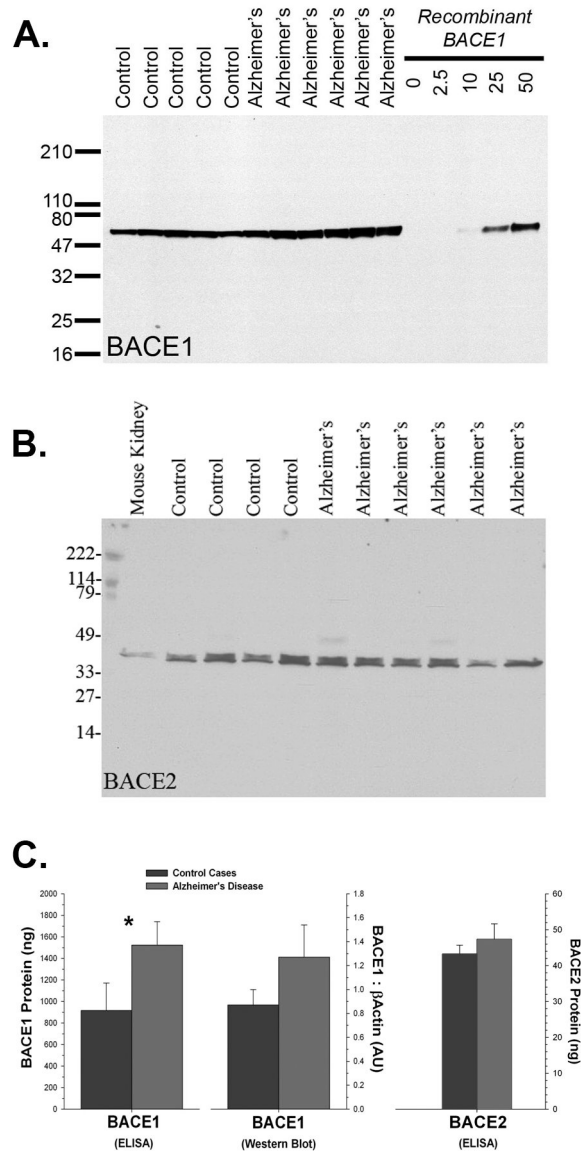 A.
Control
Control
Control
Control
Control
Alzheimer's
Alzheimer's
Alzheimer's
Alzheimer's
Alzheimer's
Alzheimer's
Recombinant
BACE1
0
2.5
10
25
50
210
110
80
47
32
25
16
BACE1
B.
Mouse Kidney
Control
Control
Control
Control
Alzheimer's
Alzheimer's
Alzheimer's
Alzheimer's
Alzheimer's
Alzheimer's
222-
114-
79-
49-
33-
27-
14-
BACE2
C.
Control Cases
Alzheimer's Disease
BACE1 Protein (ng)
2000
1800
1600
1400
1200
1000
800
600
400
200
0
*
BACE1
(ELISA)
BACE1
(Western Blot)
1.8
1.6
1.4
1.2
1.0
0.8
0.6
0.4
0.2
0.0
BACE1 : βActin (AU)
BACE2
(ELISA)
60
50
40
30
20
10
0
BACE2 Protein (ng)